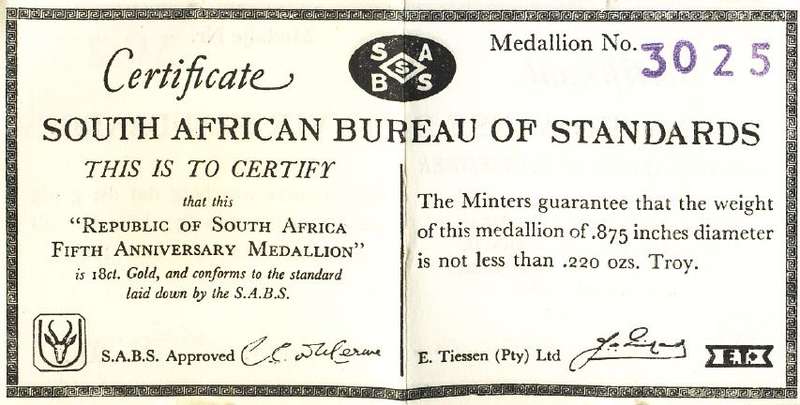 Certificate
SABS
Medallion No. 3025
SOUTH AFRICAN BUREAU OF STANDARDS
THIS IS TO CERTIFY
that this
"REPUBLIC OF SOUTH AFRICA
FIFTH ANNIVERSARY MEDALLION"
is 18ct. Gold, and conforms to the standard
laid down by the S.A.B.S.
S.A.B.S. Approved
The Minters guarantee that the weight
of this medallion of .875 inches diameter
is not less than .220 ozs. Troy.
E. Tiessen (Pty) Ltd
E.T.